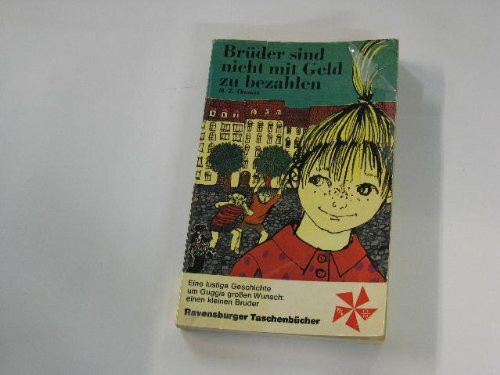 Brüder sind
nicht mit Geld
zu bezahlen
M. Z. Thomas
Eine lustige Geschichte
um Guggis großen Wunsch:
einen kleinen Bruder
Ravensburger Taschenbücher